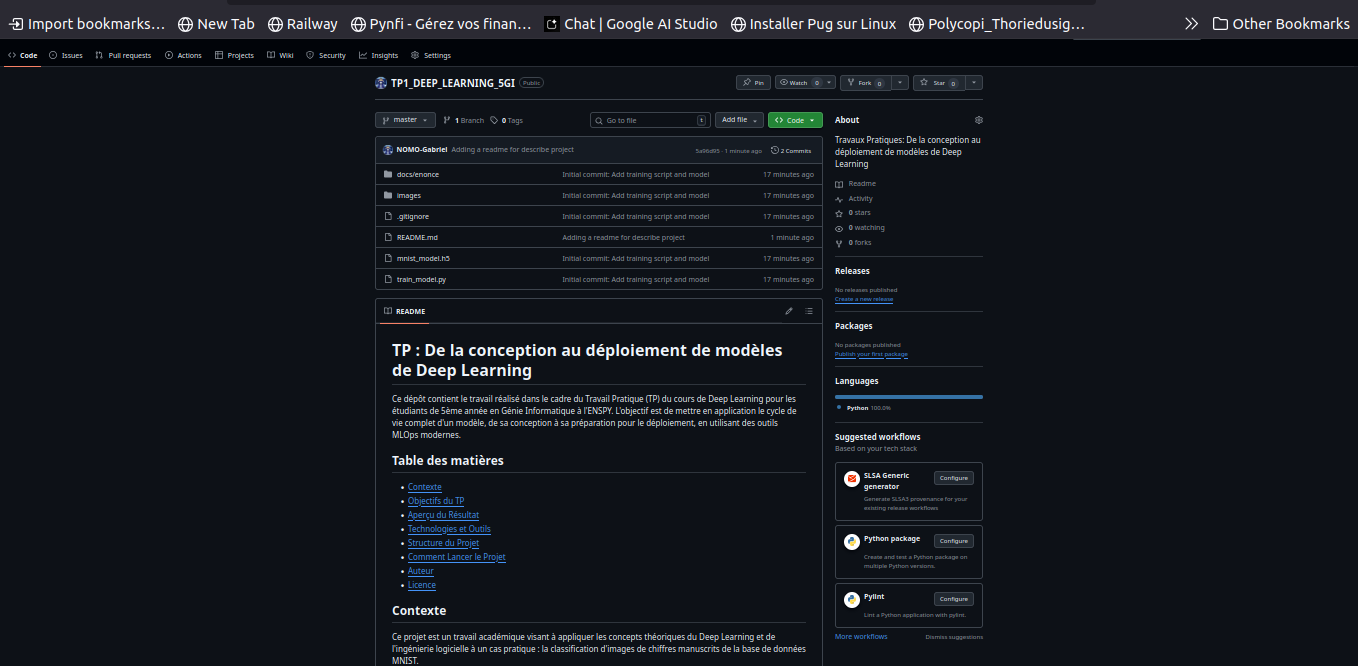 Import bookmarks... New Tab Railway Pynfi - Gérez vos finan... Chat | Google AI Studio Installer Pug sur Linux Polycopi_Thoriedusig... Other Bookmarks
Code Issues Pull requests Actions Projects Wiki Security Insights Settings
TP1_DEEP_LEARNING_5GI Public Pin Watch 0 Fork 0 Star 0
master 1 Branch 0 Tags Go to file t Add file Code
NOMO-Gabriel Adding a readme for describe project 5a96d95 · 1 minute ago 2 Commits
docs/enonce Initial commit: Add training script and model 17 minutes ago
images Initial commit: Add training script and model 17 minutes ago
.gitignore Initial commit: Add training script and model 17 minutes ago
README.md Adding a readme for describe project 1 minute ago
mnist_model.h5 Initial commit: Add training script and model 17 minutes ago
train_model.py Initial commit: Add training script and model 17 minutes ago
README
TP : De la conception au déploiement de modèles
de Deep Learning
Ce dépôt contient le travail réalisé dans le cadre du Travail Pratique (TP) du cours de Deep Learning pour les
étudiants de 5ème année en Génie Informatique à l'ENSPY. L'objectif est de mettre en application le cycle de
vie complet d'un modèle, de sa conception à sa préparation pour le déploiement, en utilisant des outils
MLOps modernes.
Table des matières
Contexte
Objectifs du TP
Aperçu du Résultat
Technologies et Outils
Structure du Projet
Comment Lancer le Projet
Auteur
Licence
Contexte
Ce projet est un travail académique visant à appliquer les concepts théoriques du Deep Learning et de
l'ingénierie logicielle à un cas pratique : la classification d'images de chiffres manuscrits de la base de données
MNIST.
About
Travaux Pratiques: De la conception au
déploiement de modèles de Deep
Learning
Readme
Activity
0 stars
0 watching
0 forks
Releases
No releases published
Create a new release
Packages
No packages published
Publish your first package
Languages
Python 100.0%
Suggested workflows
Based on your tech stack
SLSA Generic
generator
Configure
Generate SLSA3 provenance for your
existing release workflows
Python package
Configure
Create and test a Python package on
multiple Python versions.
Pylint
Configure
Lint a Python application with pylint.
More workflows Dismiss suggestions